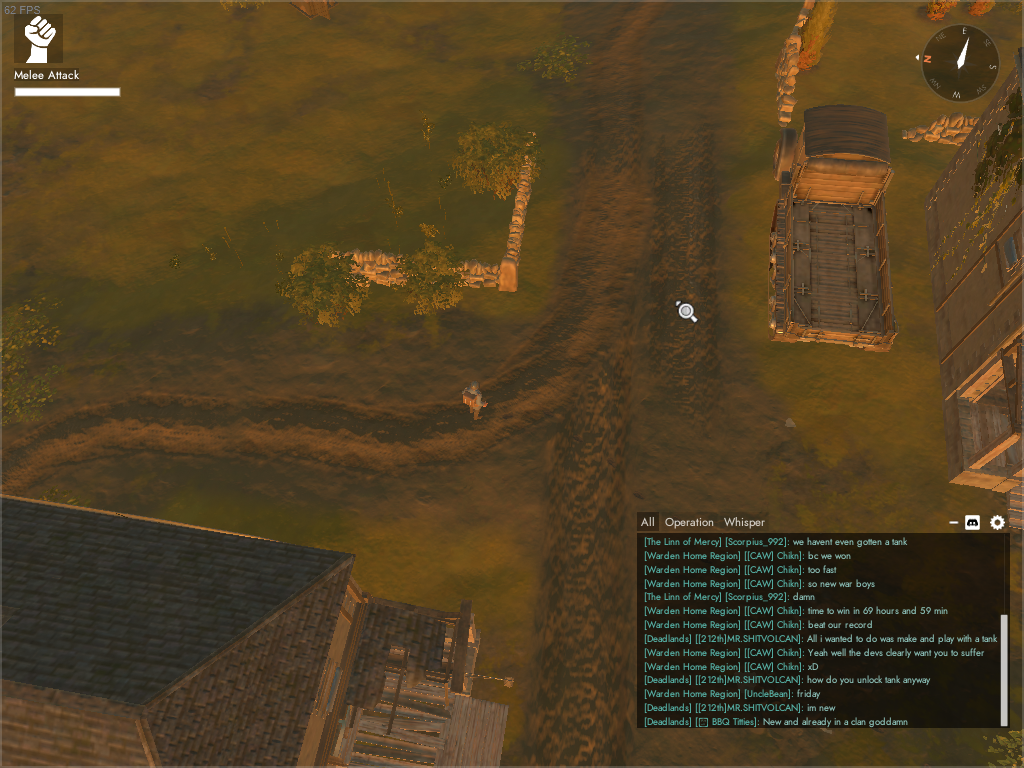 62 FPS
Melee Attack
N
NE
E
SE
S
W
All Operation Whisper
[The Linn of Mercy] [Scorpius_992]: we havent even gotten a tank
[Warden Home Region] [[CAW] Chikn]: bc we won
[Warden Home Region] [[CAW] Chikn]: too fast
[Warden Home Region] [[CAW] Chikn]: so new war boys
[The Linn of Mercy] [Scorpius_992]: damn
[Warden Home Region] [[CAW] Chikn]: time to win in 69 hours and 59 min
[Warden Home Region] [[CAW] Chikn]: beat our record
[Deadlands] [[212th]MR.SHITVOLCAN]: All i wanted to do was make and play with a tank
[Warden Home Region] [[CAW] Chikn]: Yeah well the devs clearly want you to suffer
[Warden Home Region] [[CAW] Chikn]: xD
[Deadlands] [[212th]MR.SHITVOLCAN]: how do you unlock tank anyway
[Warden Home Region] [UncleBean]: friday
[Deadlands] [[212th]MR.SHITVOLCAN]: im new
[Deadlands] [ BBQ Titties]: New and already in a clan goddamn